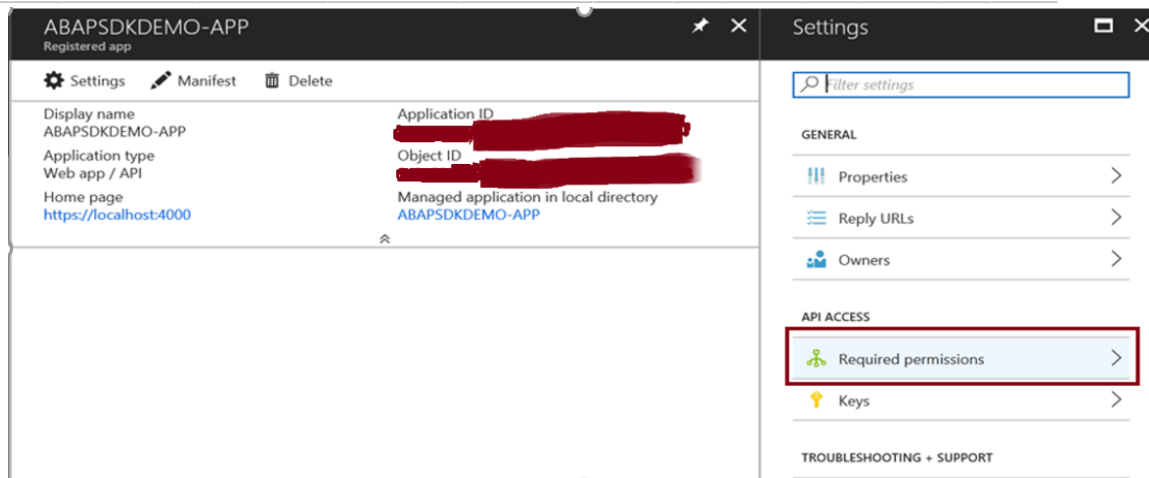 ABAPSDKDEMO-APP
Registered app
Settings
Manifest
Delete
Display name
ABAPSDKDEMO-APP
Application type
Web app / API
Home page
https://localhost:4000
Application ID
Object ID
Managed application in local directory
ABAPSDKDEMO-APP
Settings
Filter settings
GENERAL
Properties
Reply URLs
Owners
API ACCESS
Required permissions
Keys
TROUBLESHOOTING + SUPPORT